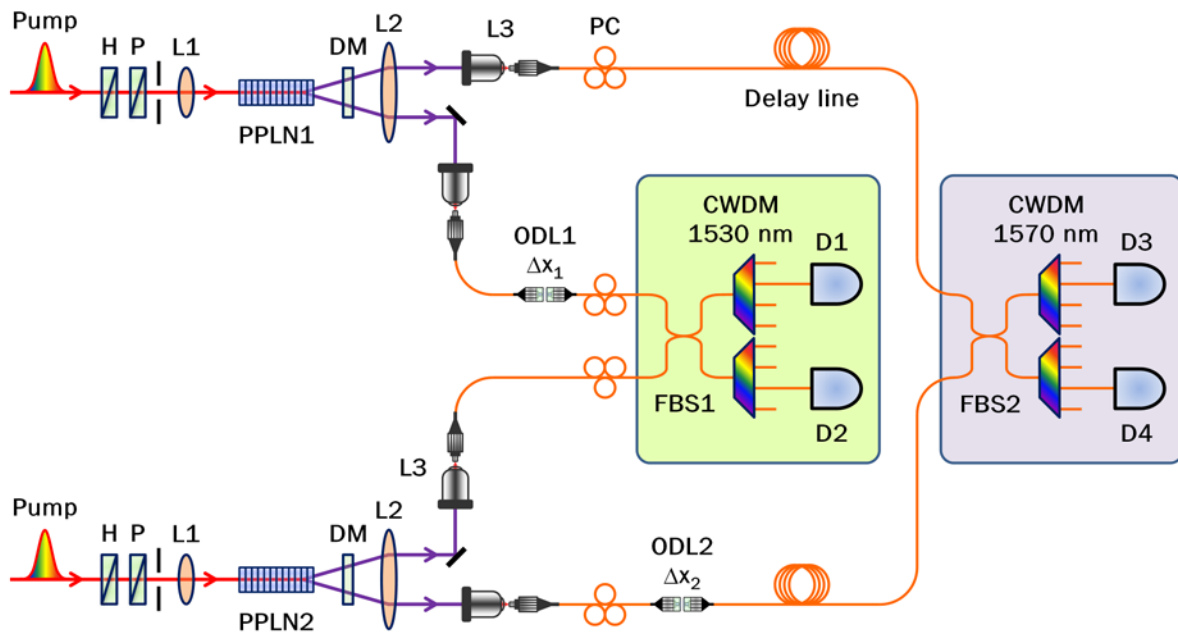 Pump
H P L1
PPLN1
DM
L2
L3
PC
Delay line
ODL1
Δx₁
CWDM
1530 nm
D1
FBS1
D2
CWDM
1570 nm
D3
FBS2
D4
Pump
H P L1
PPLN2
DM
L2
L3
ODL2
Δx₂